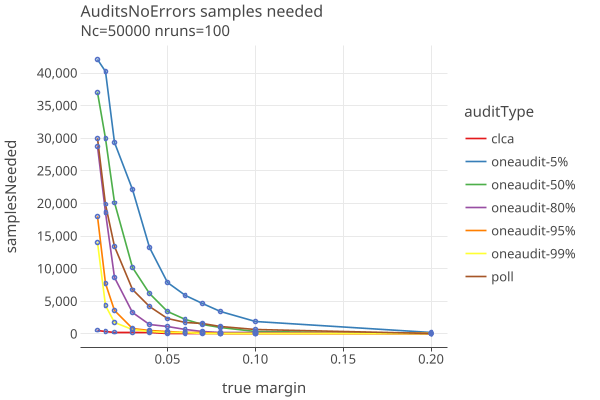 AuditsNoErrors samples needed
Nc=50000 nruns=100
samplesNeeded
40,000
35,000
30,000
25,000
20,000
15,000
10,000
5,000
0
0.05
0.10
0.15
0.20
true margin
auditType
clca
oneaudit-5%
oneaudit-50%
oneaudit-80%
oneaudit-95%
oneaudit-99%
poll